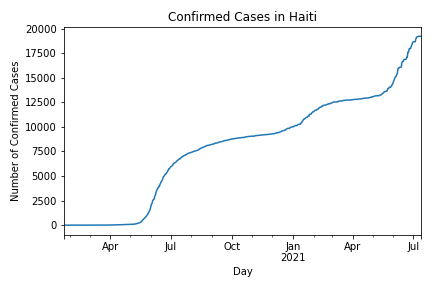 Confirmed Cases in Haiti
Number of Confirmed Cases
20000
17500
15000
12500
10000
7500
5000
2500
0
Apr Jul Oct Jan Apr Jul
2021
Day